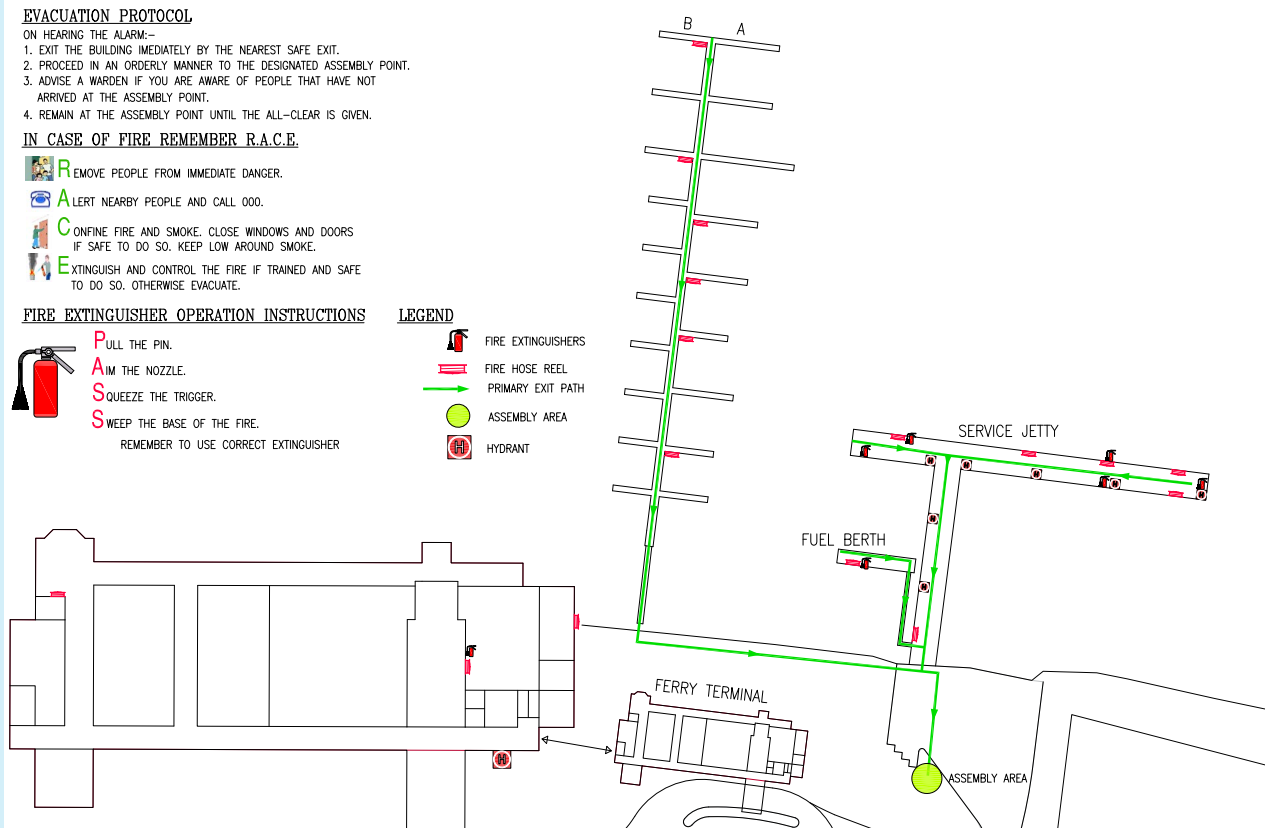 EVACUATION PROTOCOL
ON HEARING THE ALARM:-
1. EXIT THE BUILDING IMEDIATELY BY THE NEAREST SAFE EXIT.
2. PROCEED IN AN ORDERLY MANNER TO THE DESIGNATED ASSEMBLY POINT.
3. ADVISE A WARDEN IF YOU ARE AWARE OF PEOPLE THAT HAVE NOT
ARRIVED AT THE ASSEMBLY POINT.
4. REMAIN AT THE ASSEMBLY POINT UNTIL THE ALL-CLEAR IS GIVEN.
IN CASE OF FIRE REMEMBER R.A.C.E.
REMOVE PEOPLE FROM IMMEDIATE DANGER.
ALERT NEARBY PEOPLE AND CALL 000.
CONFINE FIRE AND SMOKE. CLOSE WINDOWS AND DOORS
IF SAFE TO DO SO. KEEP LOW AROUND SMOKE.
EXTINGUISH AND CONTROL THE FIRE IF TRAINED AND SAFE
TO DO SO. OTHERWISE EVACUATE.
FIRE EXTINGUISHER OPERATION INSTRUCTIONS
PULL THE PIN.
AIM THE NOZZLE.
SQUEEZE THE TRIGGER.
SWEEP THE BASE OF THE FIRE.
REMEMBER TO USE CORRECT EXTINGUISHER
LEGEND
FIRE EXTINGUISHERS
FIRE HOSE REEL
PRIMARY EXIT PATH
ASSEMBLY AREA
H HYDRANT
B A
SERVICE JETTY
H
H
H
H
H
H
FUEL BERTH
H
FERRY TERMINAL
H
ASSEMBLY AREA